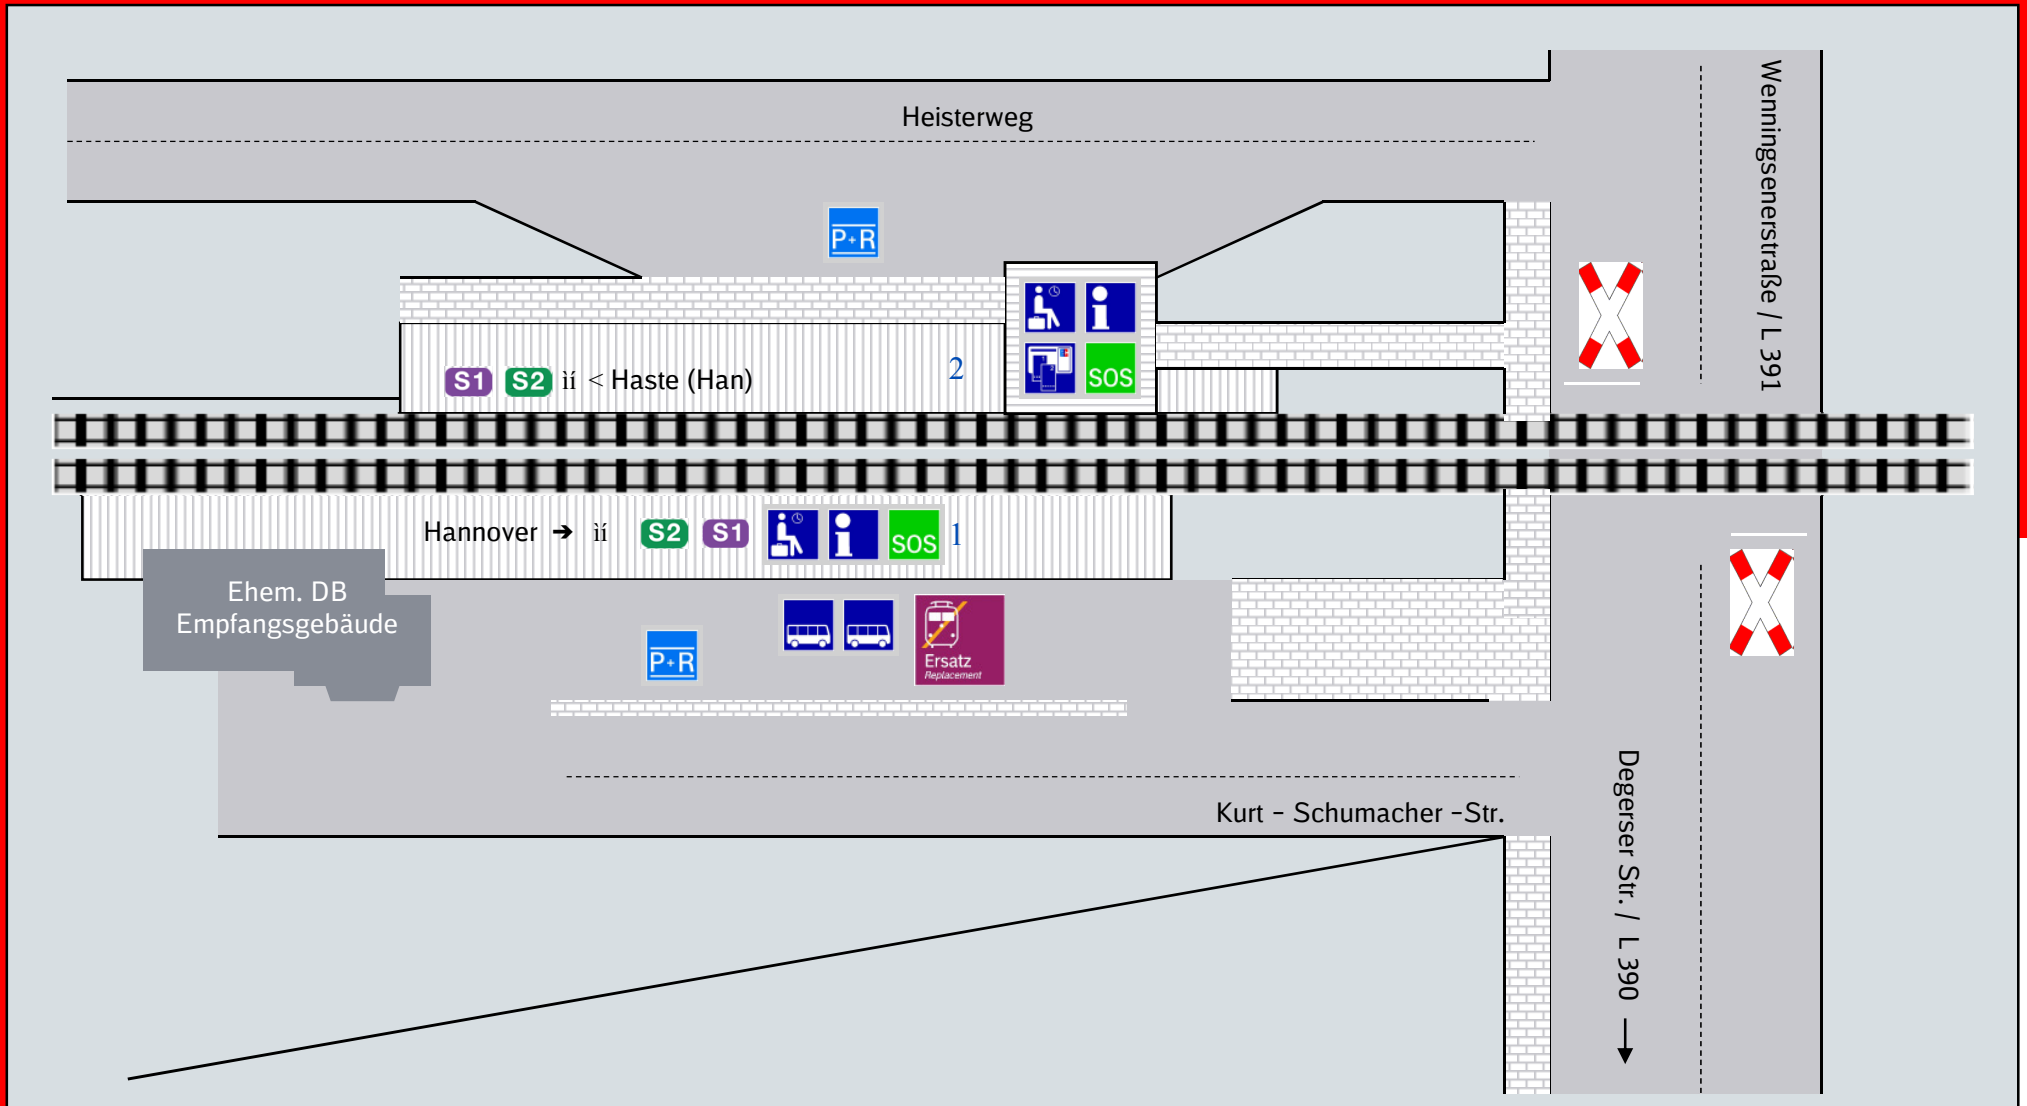 Heisterweg
Wenningsenerstraße / L 391
P+R
S1 S2 ìí < Haste (Han) 2
SOS
Hannover ➔ ìí S2 S1 SOS 1
Ehem. DB
Empfangsgebäude
P+R
Ersatz
Replacement
Kurt – Schumacher –Str.
Degerser Str. / L 390